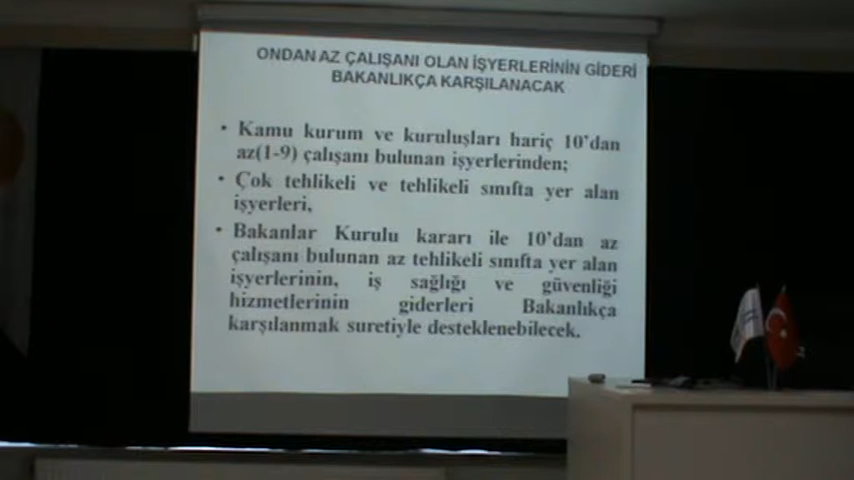 ONDAN AZ ÇALIŞANI OLAN İŞYERLERİNİN GİDERİ
BAKANLIKÇA KARŞILANACAK
• Kamu kurum ve kuruluşları hariç 10’dan
az(1-9) çalışanı bulunan işyerlerinden;
• Çok tehlikeli ve tehlikeli sınıfta yer alan
işyerleri,
• Bakanlar Kurulu kararı ile 10’dan az
çalışanı bulunan az tehlikeli sınıfta yer alan
işyerlerinin, iş sağlığı ve güvenliği
hizmetlerinin giderleri Bakanlıkça
karşılanmak suretiyle desteklenebilecek.